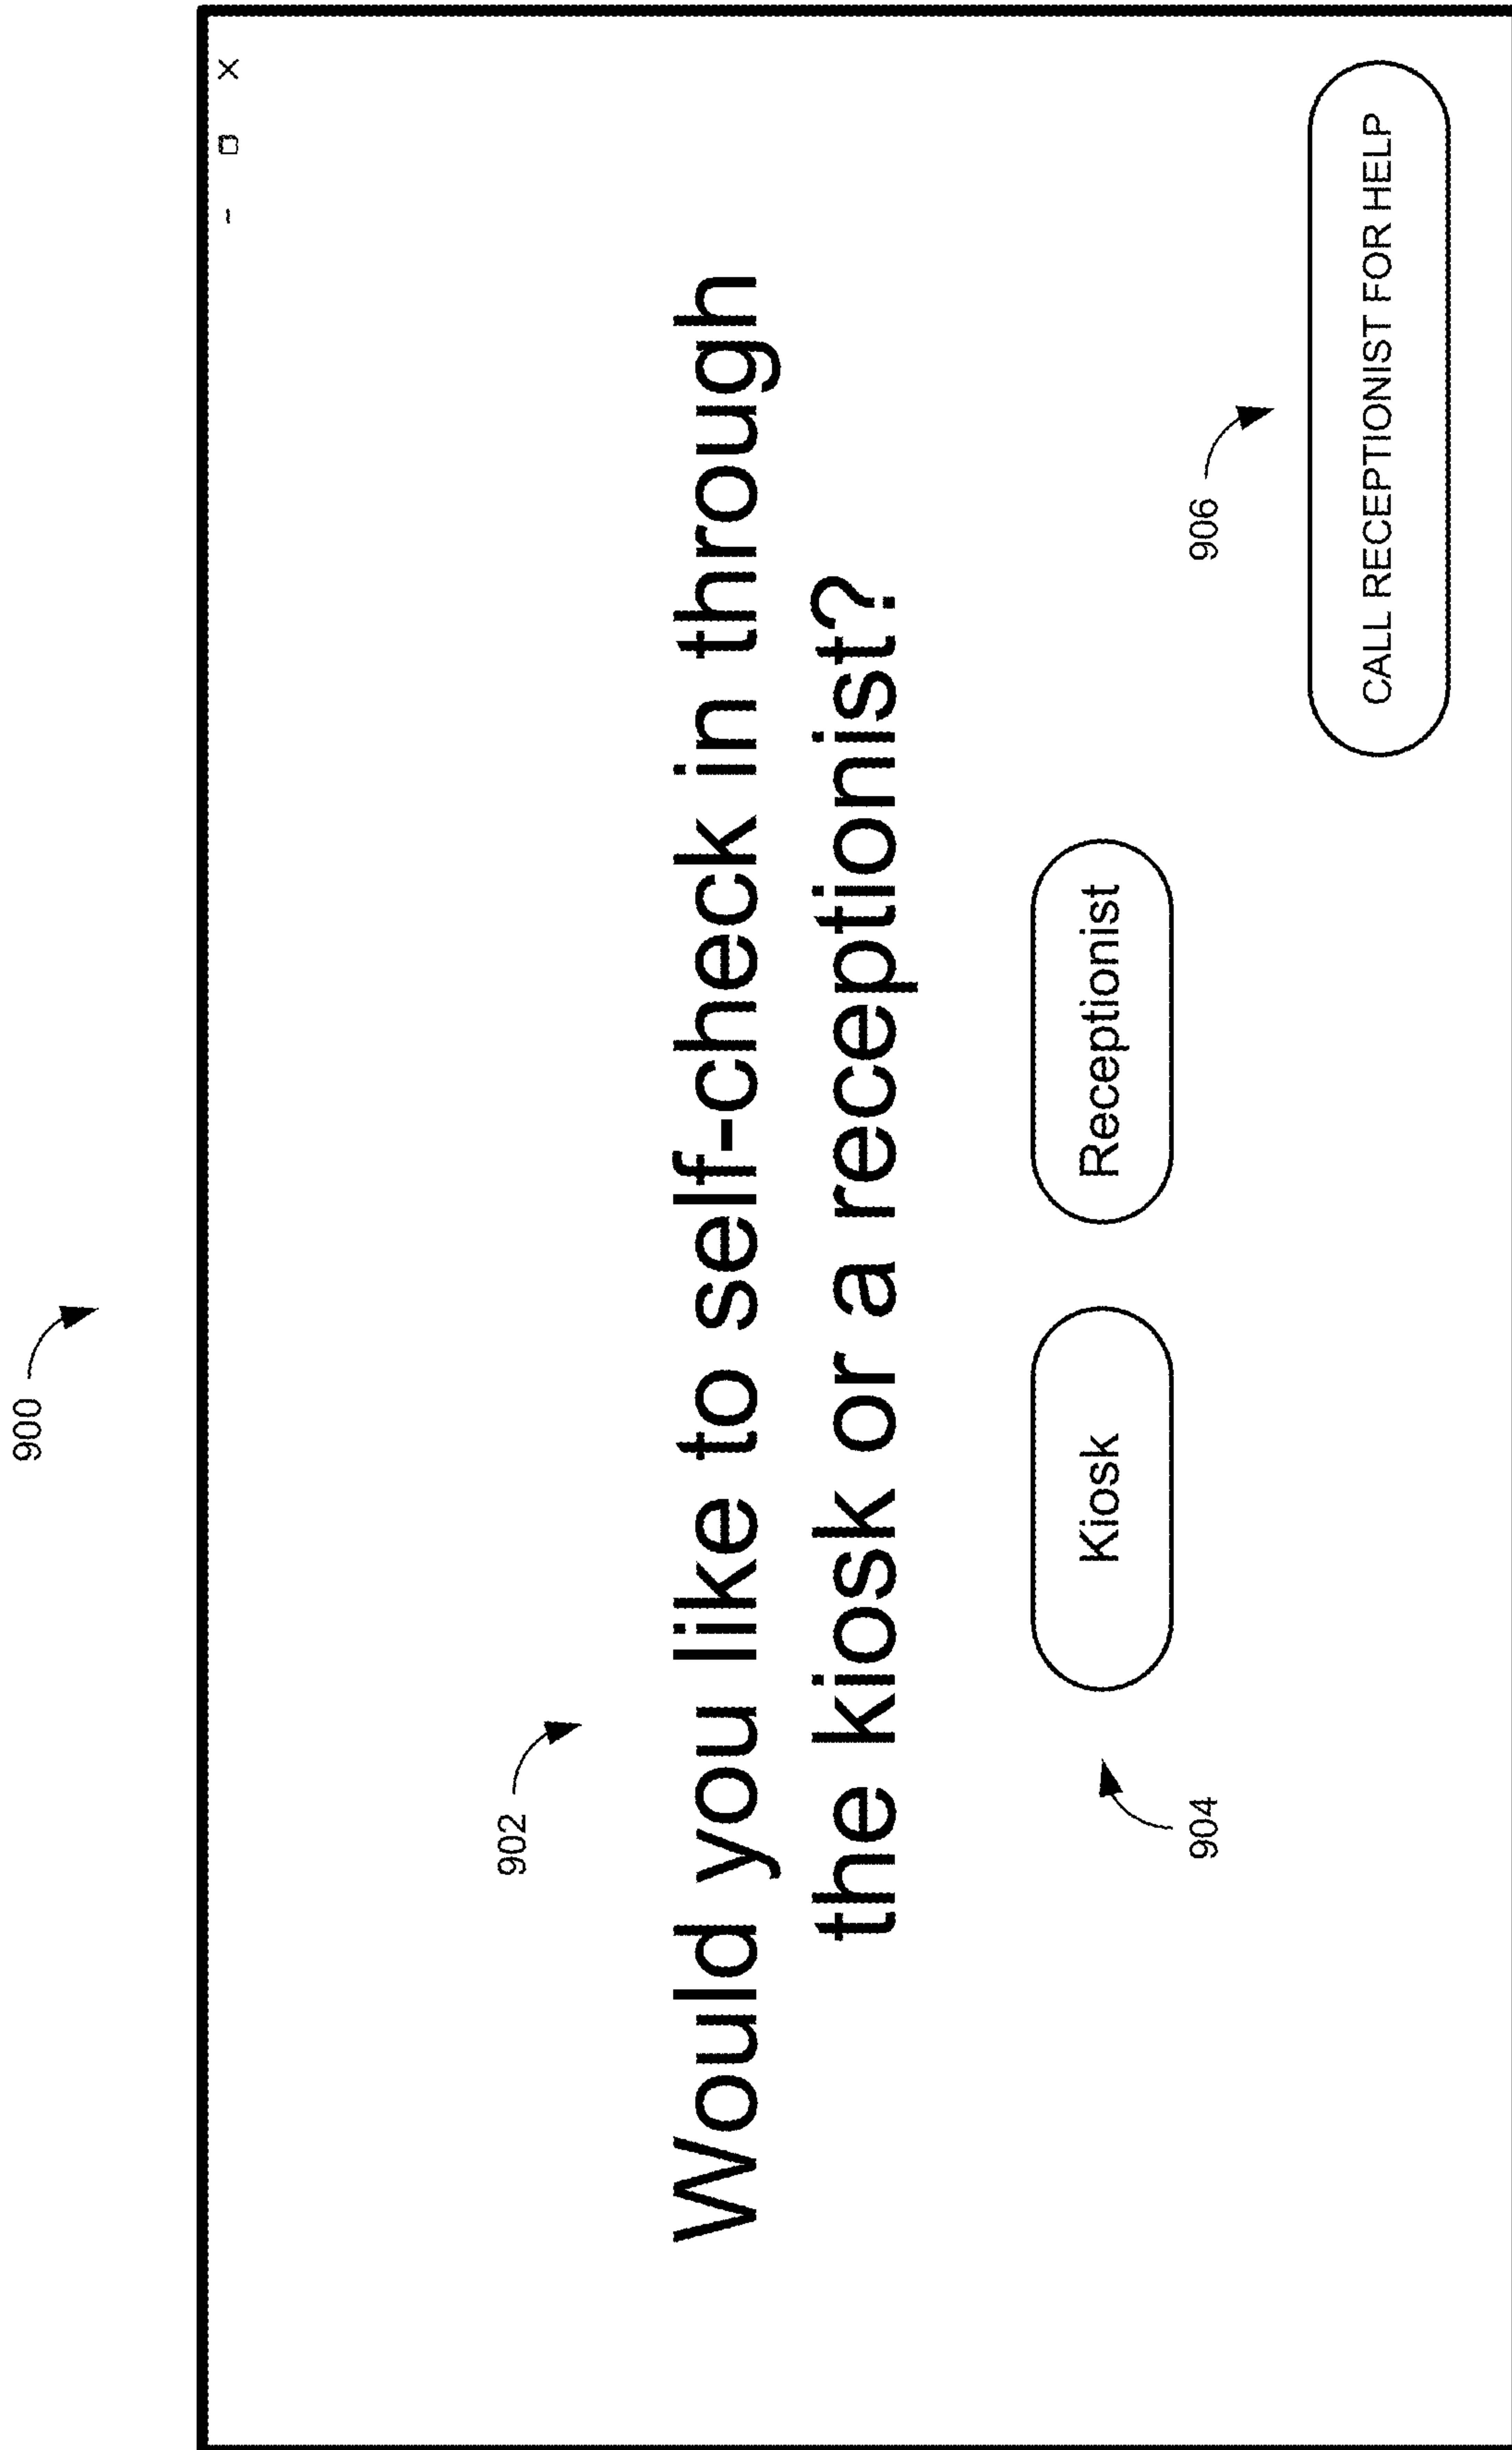 900
902
Would you like to self-check in through
the kiosk or a receptionist?
Kiosk
Receptionist
904
906
CALL RECEPTIONIST FOR HELP